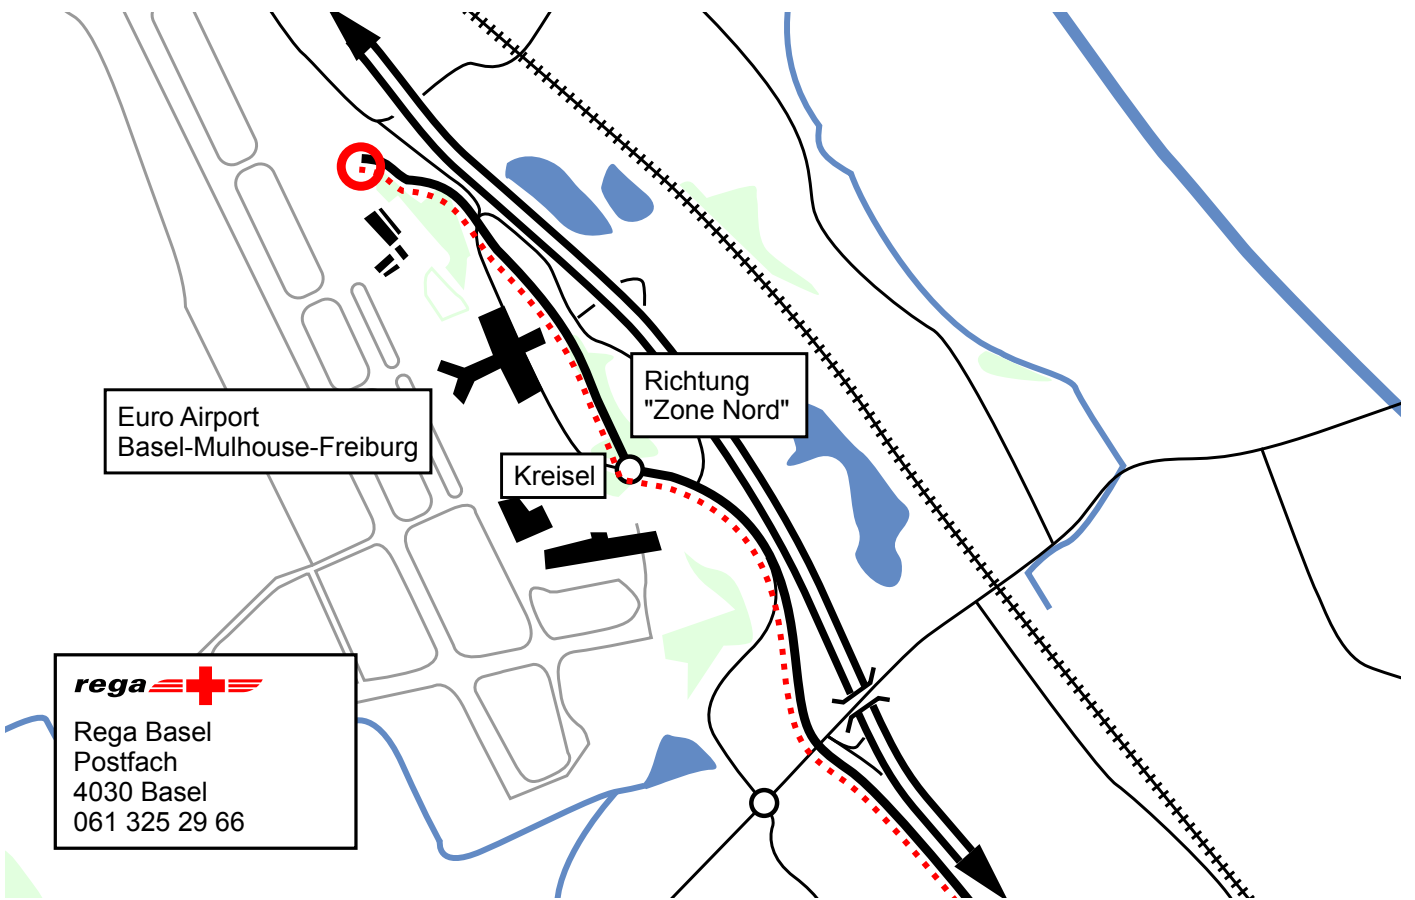 Richtung
"Zone Nord"
Euro Airport
Basel-Mulhouse-Freiburg
Kreisel
rega
Rega Basel
Postfach
4030 Basel
061 325 29 66